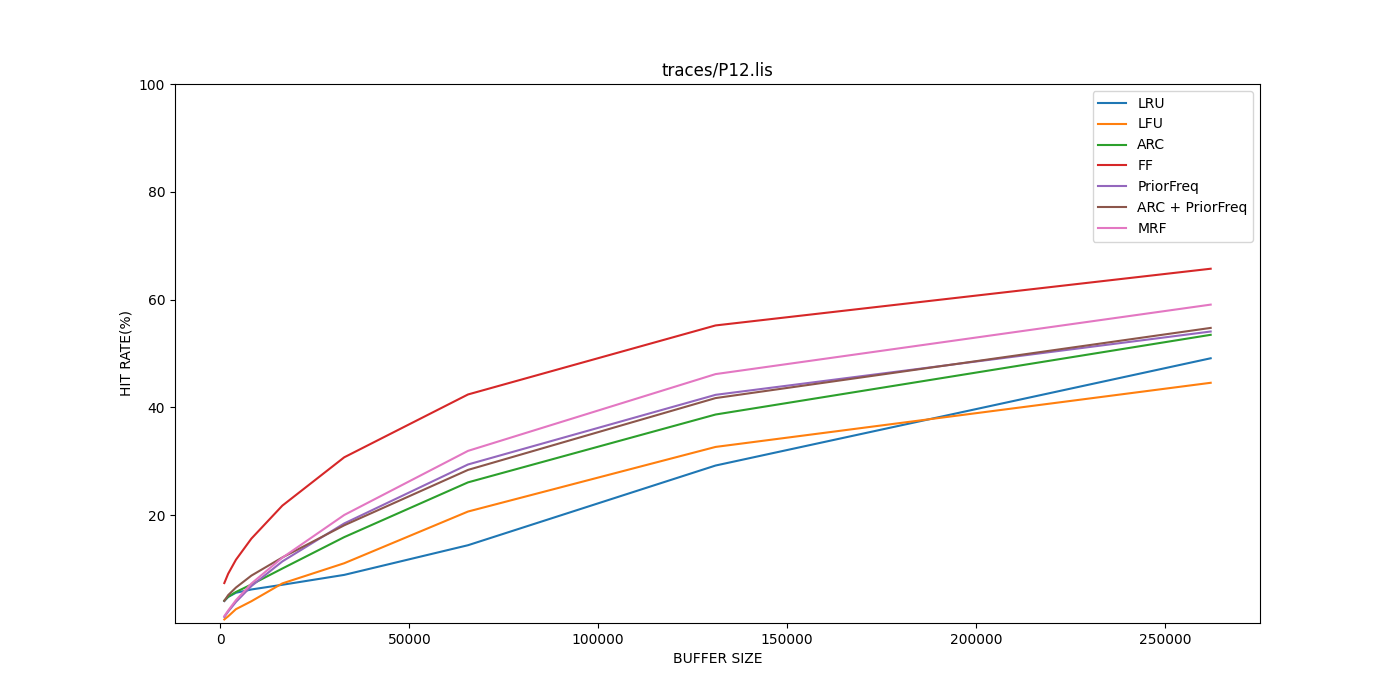 traces/P12.lis
100
80
60
40
20
HIT RATE(%)
LRU
LFU
ARC
FF
PriorFreq
ARC + PriorFreq
MRF
0
50000
100000
150000
200000
250000
BUFFER SIZE